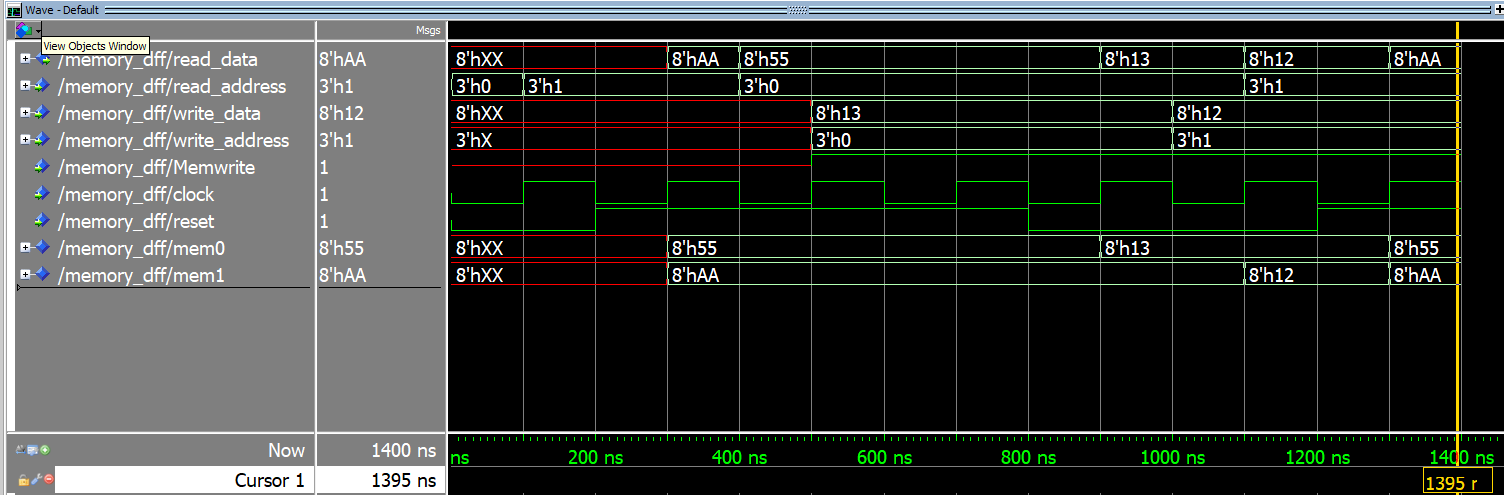 Wave - Default
Msgs
View Objects Window
/memory_dff/read_data 8'hAA 8'hXX 8'hAA 8'h55 8'h13 8'h12 8'hAA
/memory_dff/read_address 3'h1 3'h0 3'h1 3'h0 3'h1
/memory_dff/write_data 8'h12 8'hXX 8'h13 8'h12
/memory_dff/write_address 3'h1 3'hX 3'h0 3'h1
/memory_dff/Memwrite 1
/memory_dff/clock 1
/memory_dff/reset 1
/memory_dff/mem0 8'h55 8'hXX 8'h55 8'h13 8'h55
/memory_dff/mem1 8'hAA 8'hXX 8'hAA 8'h12 8'hAA
Now 1400 ns ns 200 ns 400 ns 600 ns 800 ns 1000 ns 1200 ns 1400 ns
Cursor 1 1395 ns 1395 r